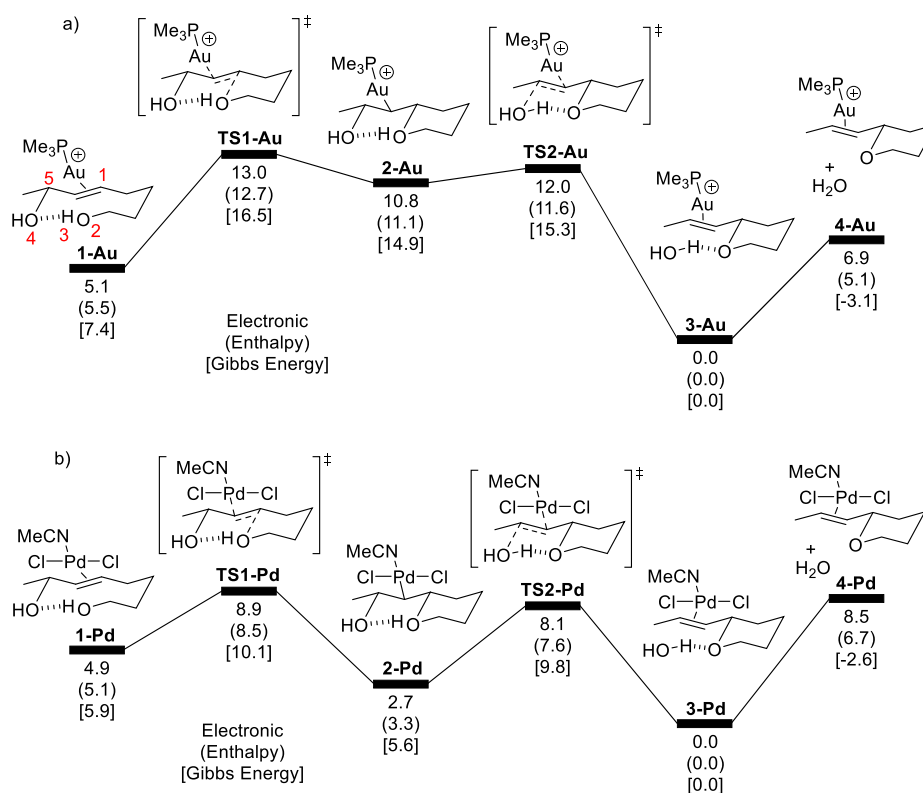 a)
‡
‡
Me₃P
⊕
Au
HO
H
O
Me₃P
⊕
Au
HO
H
O
Me₃P
⊕
Au
HO
H
O
Me₃P
⊕
Au
O
+
H₂O
Me₃P
⊕
Au
5
1
HO
H
O
4
3
2
Me₃P
⊕
Au
HO
H
O
TS1-Au
13.0
(12.7)
[16.5]
2-Au
10.8
(11.1)
[14.9]
TS2-Au
12.0
(11.6)
[15.3]
1-Au
5.1
(5.5)
[7.4]
4-Au
6.9
(5.1)
[-3.1]
3-Au
0.0
(0.0)
[0.0]
Electronic
(Enthalpy)
[Gibbs Energy]
b)
‡
‡
MeCN
Cl Pd Cl
HO
H
O
MeCN
Cl Pd Cl
HO
H
O
MeCN
Cl Pd Cl
O
+
H₂O
MeCN
Cl Pd Cl
HO
H
O
MeCN
Cl Pd Cl
HO
H
O
MeCN
Cl Pd Cl
HO
H
O
TS1-Pd
8.9
(8.5)
[10.1]
TS2-Pd
8.1
(7.6)
[9.8]
4-Pd
8.5
(6.7)
[-2.6]
1-Pd
4.9
(5.1)
[5.9]
2-Pd
2.7
(3.3)
[5.6]
3-Pd
0.0
(0.0)
[0.0]
Electronic
(Enthalpy)
[Gibbs Energy]